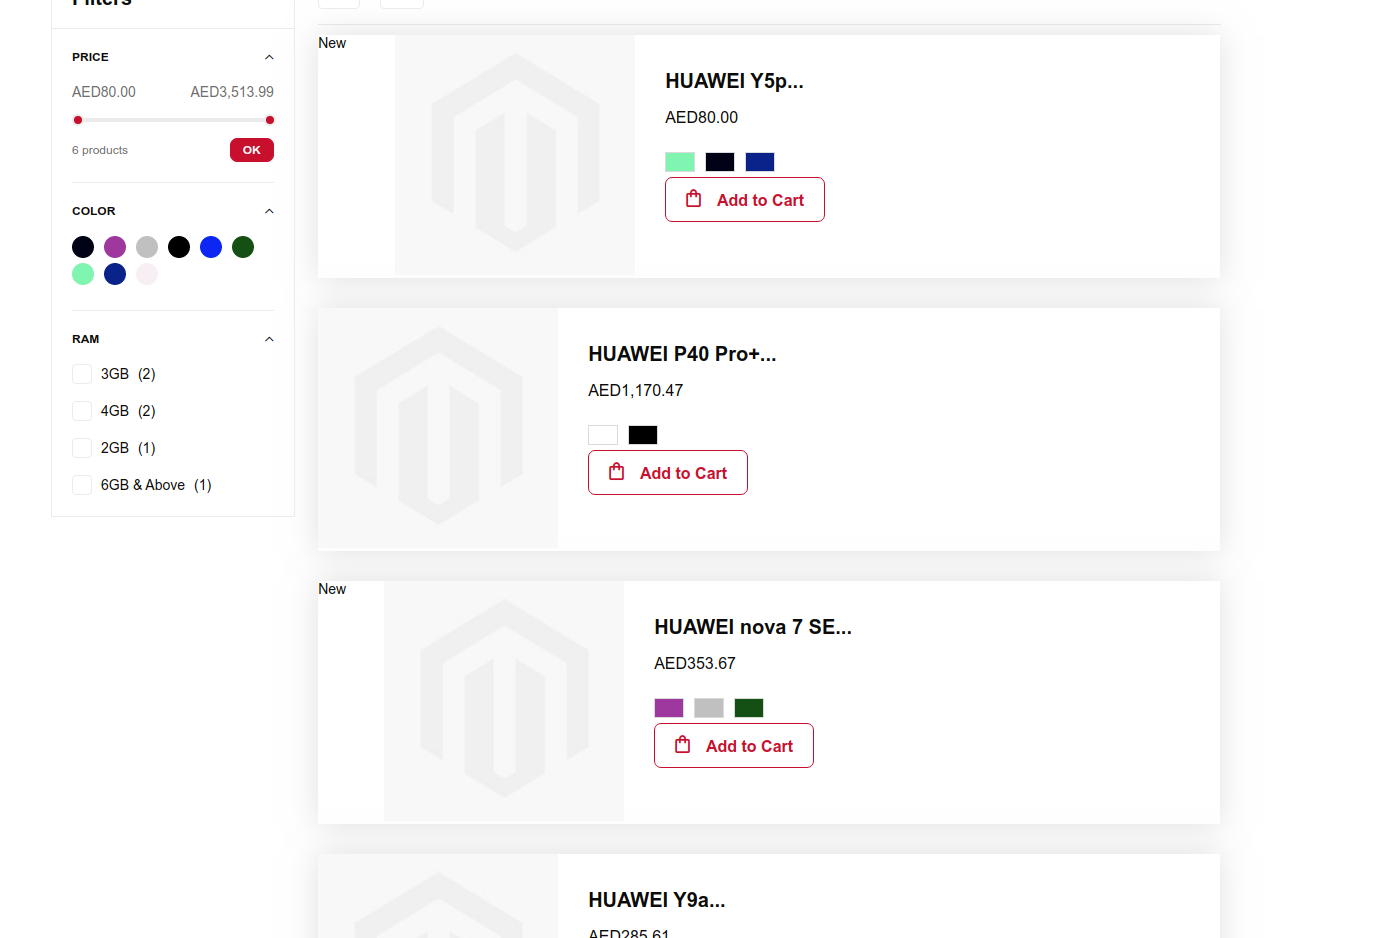 Filters
PRICE
AED80.00 AED3,513.99
6 products OK
COLOR
RAM
3GB (2)
4GB (2)
2GB (1)
6GB & Above (1)
New
HUAWEI Y5p...
AED80.00
Add to Cart
HUAWEI P40 Pro+...
AED1,170.47
Add to Cart
New
HUAWEI nova 7 SE...
AED353.67
Add to Cart
HUAWEI Y9a...
AED285.61